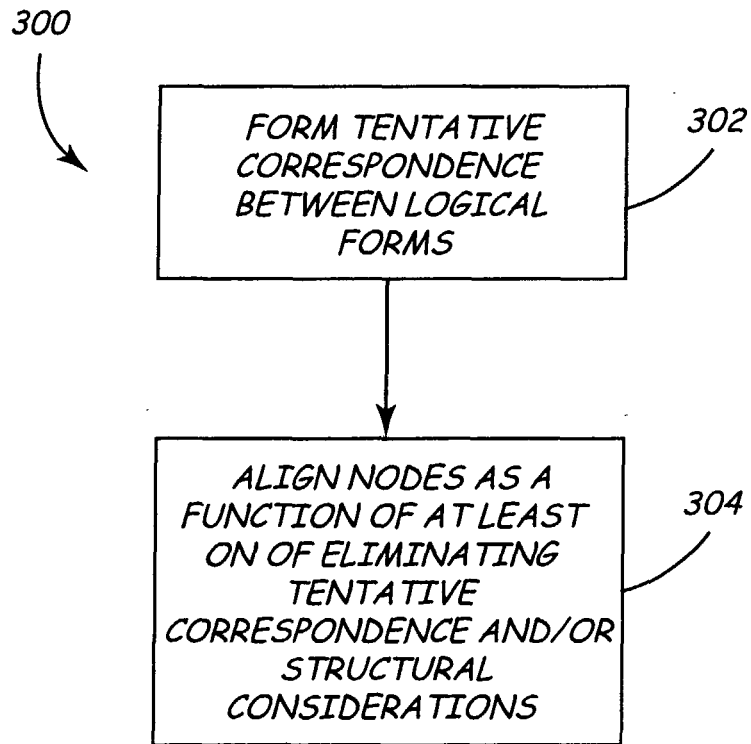 300
FORM TENTATIVE
CORRESPONDENCE
BETWEEN LOGICAL
FORMS
302
ALIGN NODES AS A
FUNCTION OF AT LEAST
ON OF ELIMINATING
TENTATIVE
CORRESPONDENCE AND/OR
STRUCTURAL
CONSIDERATIONS
304